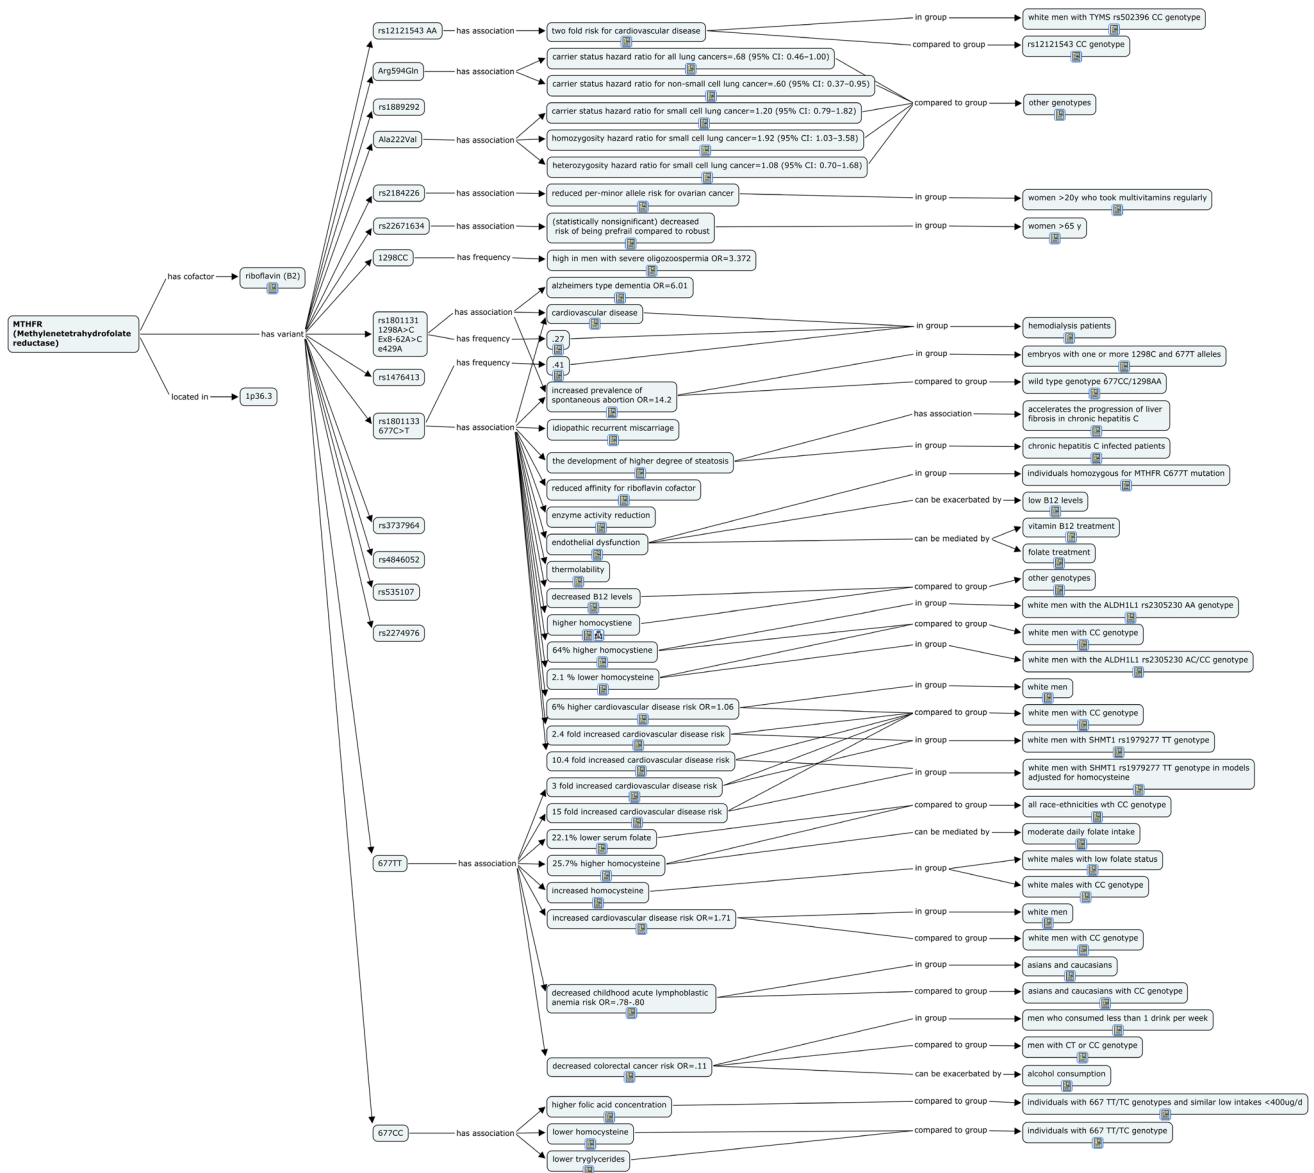 MTHFR
(Methylenetetrahydrofolate
reductase)
has cofactor
riboflavin (B2)
has variant
located in
1p36.3
rs12121543 AA
has association
two fold risk for cardiovascular disease
in group
white men with TYMS rs502396 CC genotype
compared to group
rs12121543 CC genotype
Arg594Gln
has association
carrier status hazard ratio for all lung cancers=.68 (95% CI: 0.46–1.00)
carrier status hazard ratio for non-small cell lung cancer=.60 (95% CI: 0.37–0.95)
compared to group
other genotypes
rs1889292
Ala222Val
has association
carrier status hazard ratio for small cell lung cancer=1.20 (95% CI: 0.79–1.82)
homozygosity hazard ratio for small cell lung cancer=1.92 (95% CI: 1.03–3.58)
heterozygosity hazard ratio for small cell lung cancer=1.08 (95% CI: 0.70–1.68)
rs2184226
has association
reduced per-minor allele risk for ovarian cancer
in group
women >20y who took multivitamins regularly
rs22671634
has association
(statistically nonsignificant) decreased
risk of being prefrail compared to robust
in group
women >65 y
1298CC
has frequency
high in men with severe oligozoospermia OR=3.372
rs1801131
1298A>C
Ex8-62A>C
e429A
has association
alzheimers type dementia OR=6.01
cardiovascular disease
in group
hemodialysis patients
has frequency
.27
rs1476413
has frequency
.41
increased prevalence of
spontaneous abortion OR=14.2
in group
embryos with one or more 1298C and 677T alleles
compared to group
wild type genotype 677CC/1298AA
rs1801133
677C>T
has association
idiopathic recurrent miscarriage
the development of higher degree of steatosis
has association
accelerates the progression of liver
fibrosis in chronic hepatitis C
in group
chronic hepatitis C infected patients
reduced affinity for riboflavin cofactor
enzyme activity reduction
endothelial dysfunction
in group
individuals homozygous for MTHFR C677T mutation
can be exacerbated by
low B12 levels
can be mediated by
vitamin B12 treatment
folate treatment
rs3737964
rs4846052
rs535107
rs2274976
thermolability
decreased B12 levels
compared to group
other genotypes
higher homocystiene
64% higher homocystiene
in group
white men with the ALDH1L1 rs2305230 AA genotype
compared to group
white men with CC genotype
2.1 % lower homocysteine
in group
white men with the ALDH1L1 rs2305230 AC/CC genotype
6% higher cardiovascular disease risk OR=1.06
in group
white men
compared to group
white men with CC genotype
2.4 fold increased cardiovascular disease risk
in group
white men with SHMT1 rs1979277 TT genotype
10.4 fold increased cardiovascular disease risk
in group
white men with SHMT1 rs1979277 TT genotype in models
adjusted for homocysteine
677TT
has association
3 fold increased cardiovascular disease risk
15 fold increased cardiovascular disease risk
22.1% lower serum folate
compared to group
all race-ethnicities wth CC genotype
25.7% higher homocysteine
can be mediated by
moderate daily folate intake
increased homocysteine
in group
white males with low folate status
white males with CC genotype
increased cardiovascular disease risk OR=1.71
in group
white men
compared to group
white men with CC genotype
decreased childhood acute lymphoblastic
anemia risk OR=.78-.80
in group
asians and caucasians
compared to group
asians and caucasians with CC genotype
decreased colorectal cancer risk OR=.11
in group
men who consumed less than 1 drink per week
compared to group
men with CT or CC genotype
can be exacerbated by
alcohol consumption
677CC
has association
higher folic acid concentration
compared to group
individuals with 667 TT/TC genotypes and similar low intakes <400ug/d
lower homocysteine
compared to group
individuals with 667 TT/TC genotype
lower tryglycerides